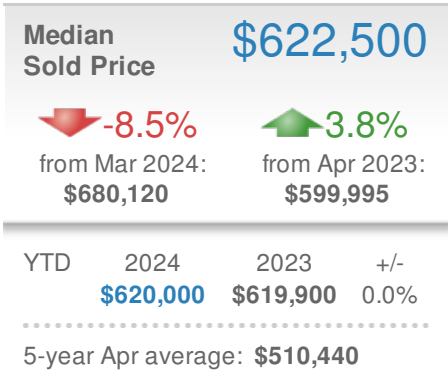 Median $622,500
Sold Price
-8.5% 3.8%
from Mar 2024: from Apr 2023:
$680,120 $599,995
YTD 2024 2023 +/-
$620,000 $619,900 0.0%
5-year Apr average: $510,440